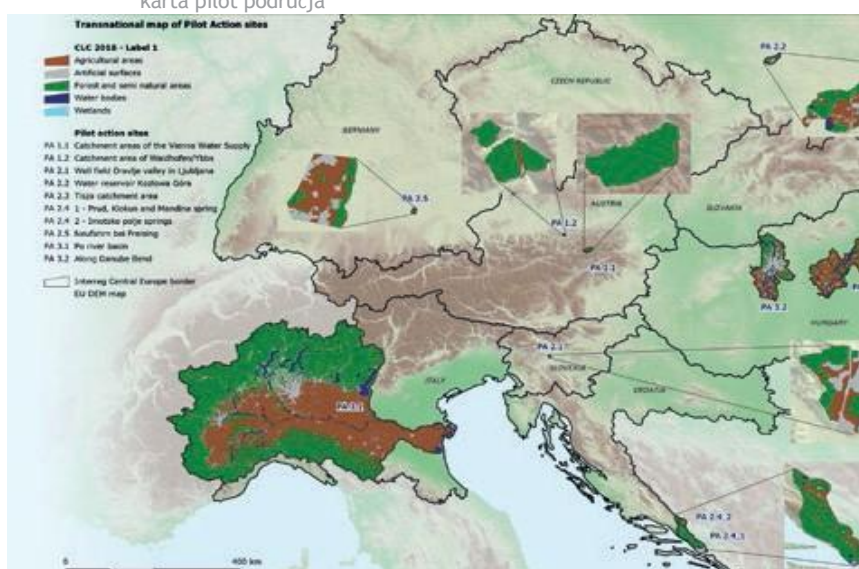 karta pilot područja
Transnational map of Pilot Action sites
CLC 2018 - Label 1
Agricultural areas
Artificial surfaces
Forest and semi natural areas
Water bodies
Wetlands
Pilot action sites
PA 1.1 Catchment areas of the Vienna Water Supply
PA 1.2 Catchment area of Waidhofen/Ybbs
PA 2.1 Well field Dravlje valley in Ljubljana
PA 2.2 Water reservoir Kozłowa Góra
PA 2.3 Tisza catchment area
PA 2.4 1 - Prud, Klokun and Mandina spring
PA 2.4 2 - Imotsko polje springs
PA 2.5 Neufahrn bei Freising
PA 3.1 Po river basin
PA 3.2 Along Danube Bend
Interreg Central Europe border
EU DEM map
PA 2.2
CZECH REPUBLIC
GERMANY
PA 2.5
AUSTRIA
PA 1.2
SLOVAKIA
PA 1.1
PA 3.2
HUNGARY
PA 2.1
SLOVENIA
ITALY
CROATIA
PA 3.1
PA 2.4_2
PA 2.4_1
0 400 km